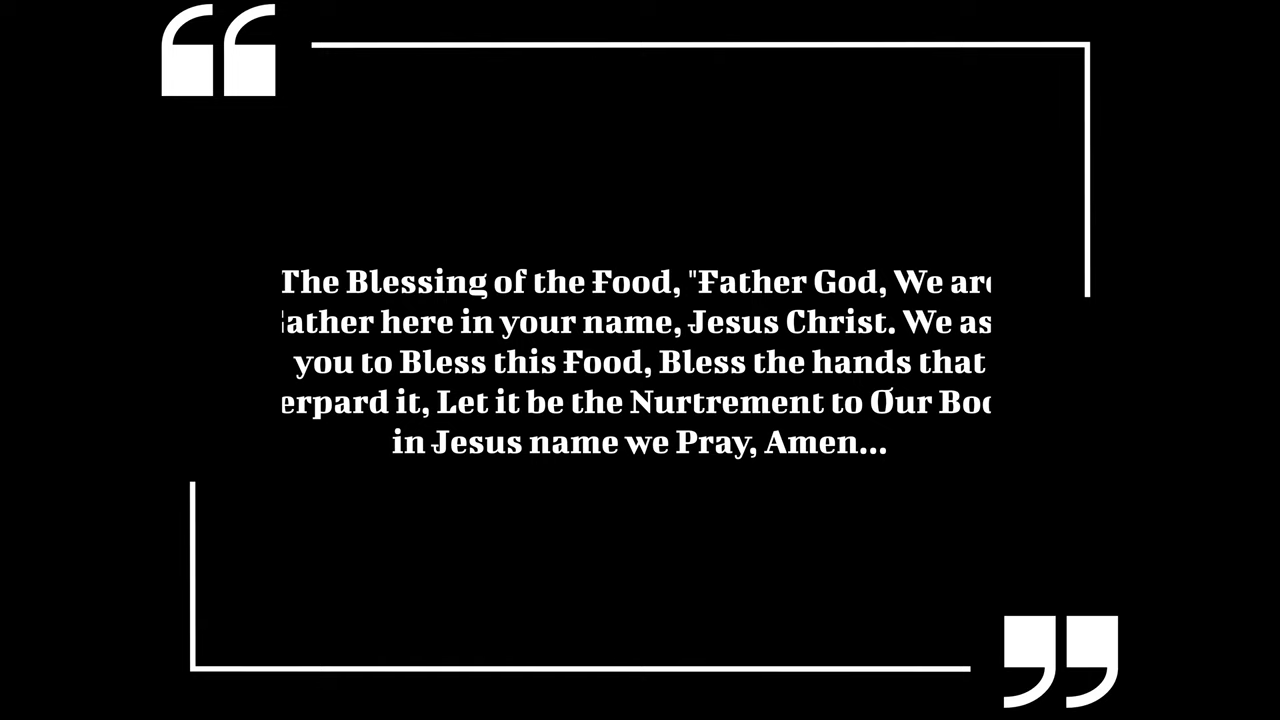 The Blessing of the Food, "Father God, We are
ather here in your name, Jesus Christ. We as
you to Bless this Food, Bless the hands that
erpard it, Let it be the Nurtrement to Our
in Jesus name we Pray, Amen...